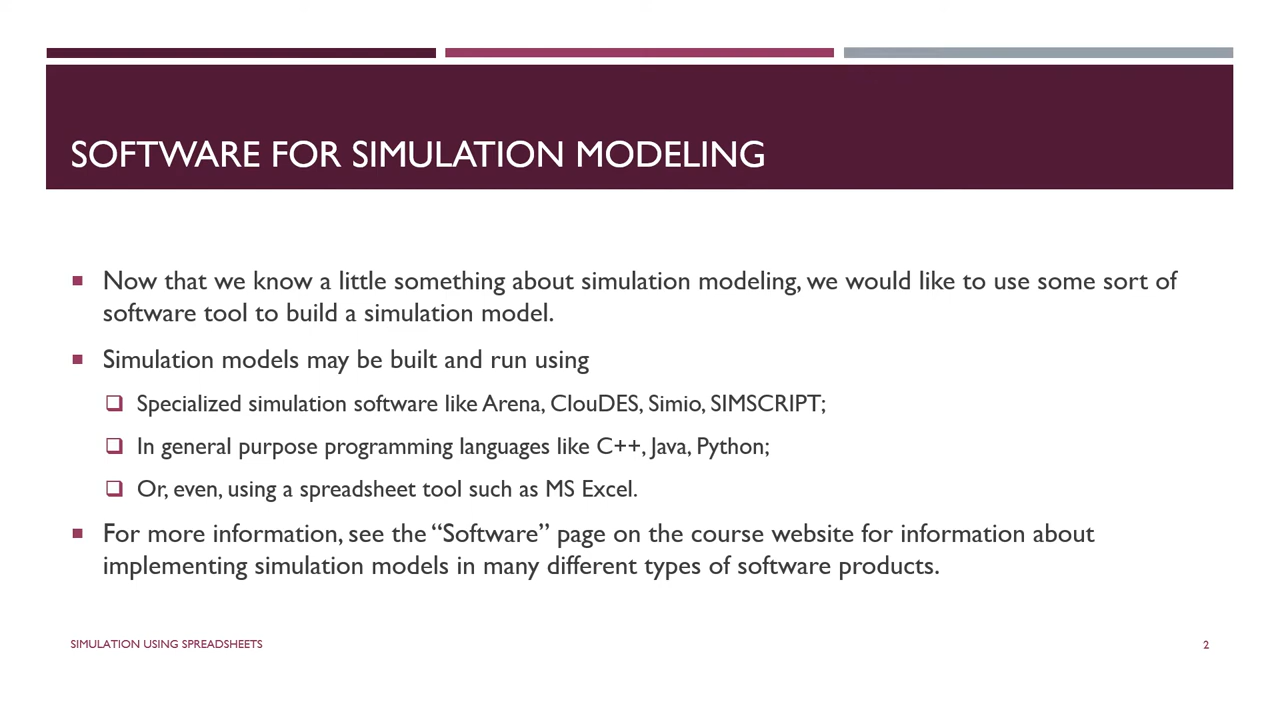 SOFTWARE FOR SIMULATION MODELING
Now that we know a little something about simulation modeling, we would like to use some sort of
software tool to build a simulation model.
Simulation models may be built and run using
Specialized simulation software like Arena, ClouDES, Simio, SIMSCRIPT;
In general purpose programming languages like C++, Java, Python;
Or, even, using a spreadsheet tool such as MS Excel.
For more information, see the “Software” page on the course website for information about
implementing simulation models in many different types of software products.
SIMULATION USING SPREADSHEETS
2